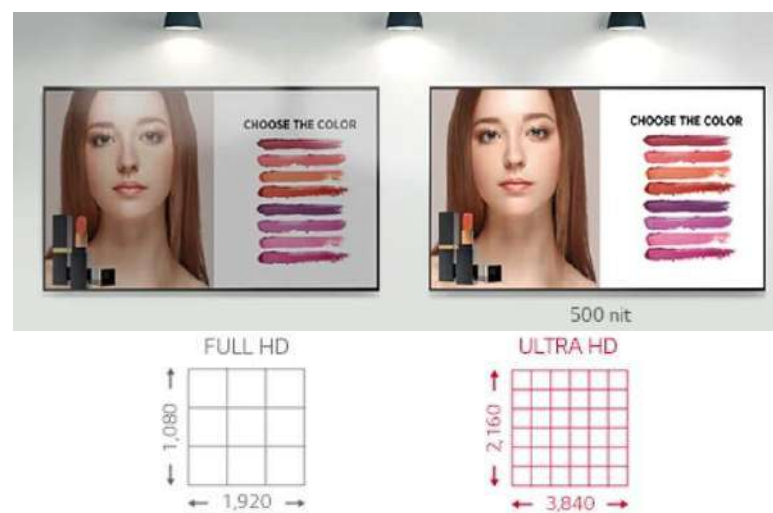 CHOOSE THE COLOR
CHOOSE THE COLOR
500 nit
FULL HD
ULTRA HD
1,080
1,920
2,160
3,840